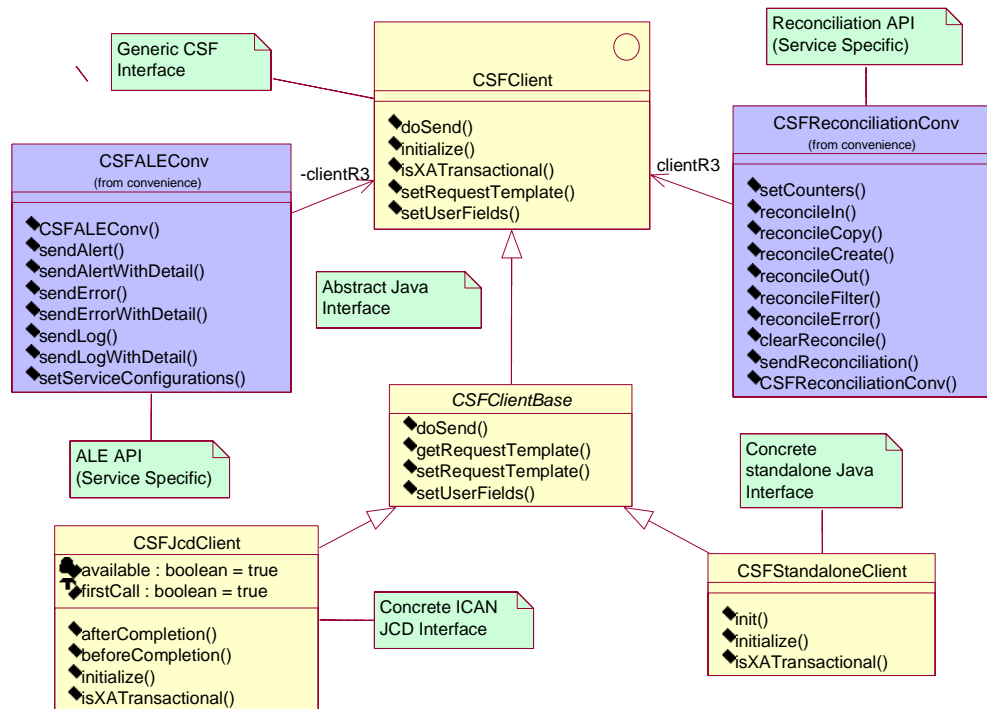 Generic CSF
Interface
CSFClient
doSend()
initialize()
isXATransactional()
setRequestTemplate()
setUserFields()
Reconciliation API
(Service Specific)
CSFALEConv
(from convenience)
CSFALEConv()
sendAlert()
sendAlertWithDetail()
sendError()
sendErrorWithDetail()
sendLog()
sendLogWithDetail()
setServiceConfigurations()
-clientR3
clientR3
CSFReconciliationConv
(from convenience)
setCounters()
reconcileIn()
reconcileCopy()
reconcileCreate()
reconcileOut()
reconcileFilter()
reconcileError()
clearReconcile()
sendReconciliation()
CSFReconciliationConv()
Abstract Java
Interface
ALE API
(Service Specific)
CSFClientBase
doSend()
getRequestTemplate()
setRequestTemplate()
setUserFields()
Concrete
standalone Java
Interface
CSFJcdClient
available : boolean = true
firstCall : boolean = true
afterCompletion()
beforeCompletion()
initialize()
isXATransactional()
Concrete ICAN
JCD Interface
CSFStandaloneClient
init()
initialize()
isXATransactional()